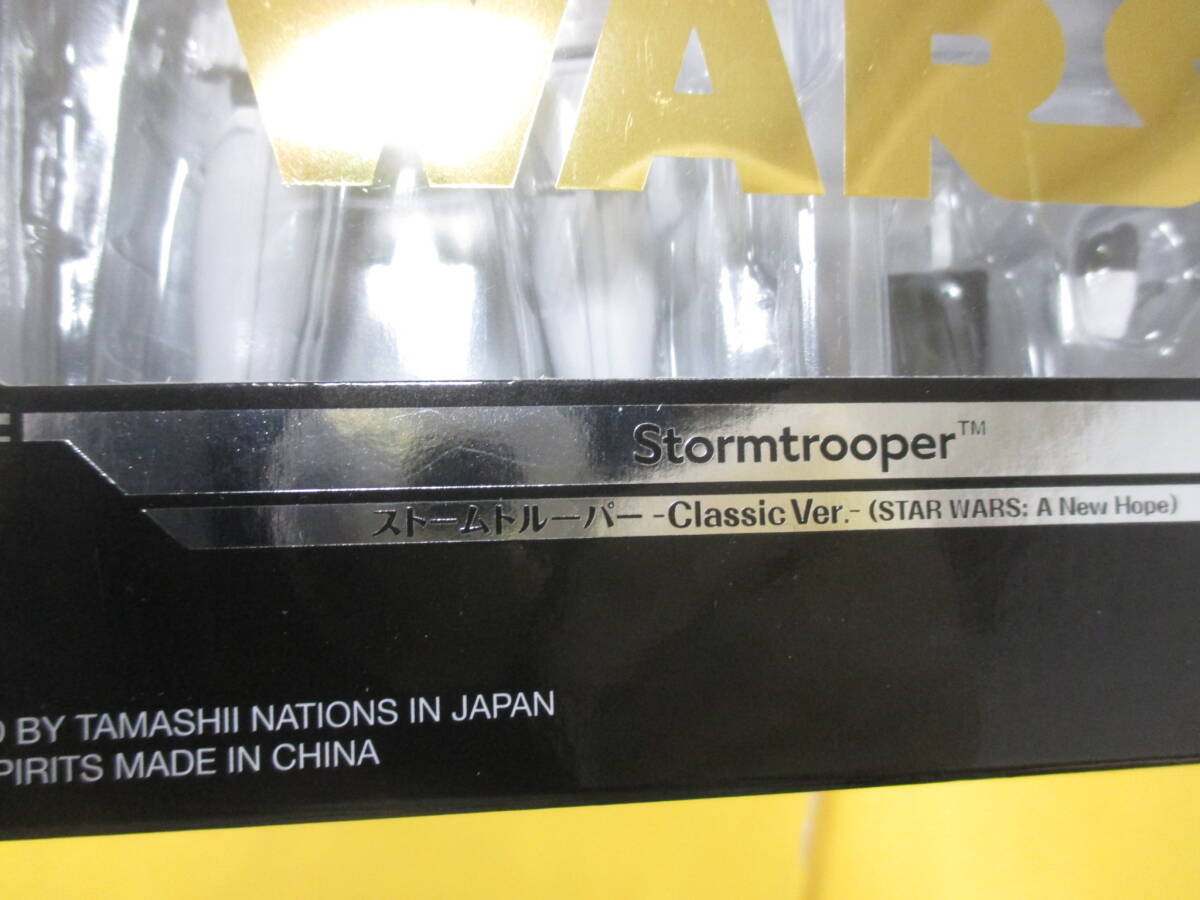 WARS
Stormtrooper™
ストームトルーパー -Classic Ver.- (STAR WARS: A New Hope)
BY TAMASHII NATIONS IN JAPAN
MADE IN CHINA